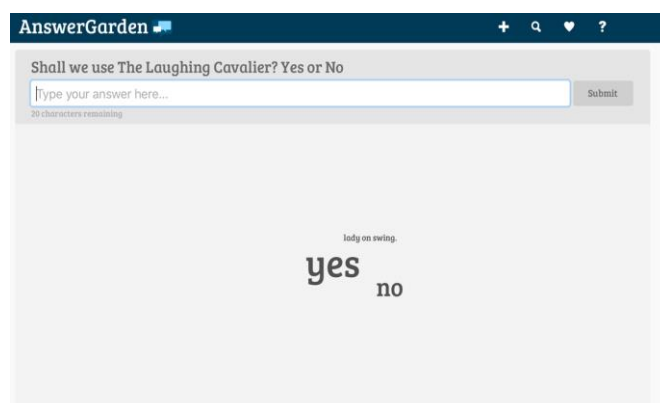 AnswerGarden
Shall we use The Laughing Cavalier? Yes or No
Type your answer here...
Submit
20 characters remaining
lady on swing.
yes
no